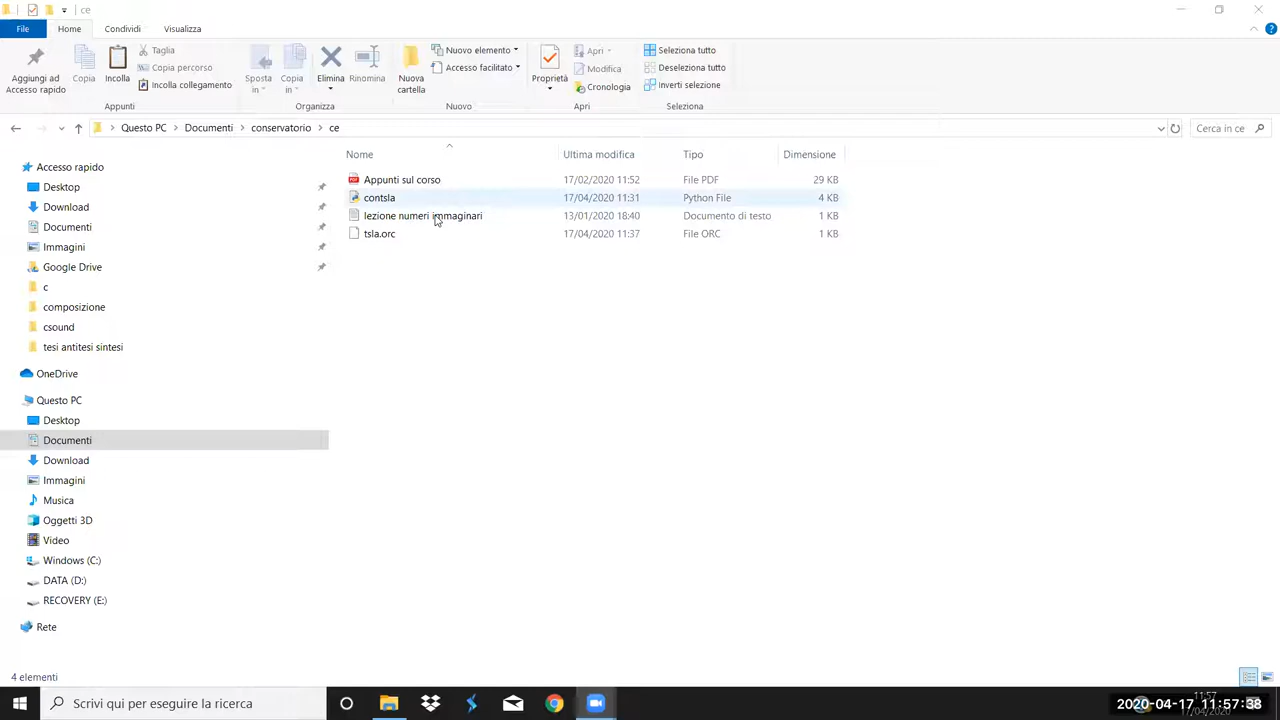 ce
File Home Condividi Visualizza
Aggiungi ad Accesso rapido
Copia
Incolla
Taglia
Copia percorso
Incolla collegamento
Appunti
Sposta in
Copia in
Elimina
Rinomina
Organizza
Nuova cartella
Nuovo elemento
Accesso facilitato
Nuovo
Proprietà
Apri
Modifica
Cronologia
Apri
Seleziona tutto
Deseleziona tutto
Inverti selezione
Seleziona
Questo PC > Documenti > conservatorio > ce
Cerca in ce
Nome Ultima modifica Tipo Dimensione
Appunti sul corso 17/02/2020 11:52 File PDF 29 KB
contsla 17/04/2020 11:31 Python File 4 KB
lezione numeri immaginari 13/01/2020 18:40 Documento di testo 1 KB
tsla.orc 17/04/2020 11:37 File ORC 1 KB
Accesso rapido
Desktop
Download
Documenti
Immagini
Google Drive
c
composizione
csound
tesi antitesi sintesi
OneDrive
Questo PC
Desktop
Documenti
Download
Immagini
Musica
Oggetti 3D
Video
Windows (C:)
DATA (D:)
RECOVERY (E:)
Rete
4 elementi
Scrivi qui per eseguire la ricerca
11:57
2020-04-17 11:57:38
17/04/2020